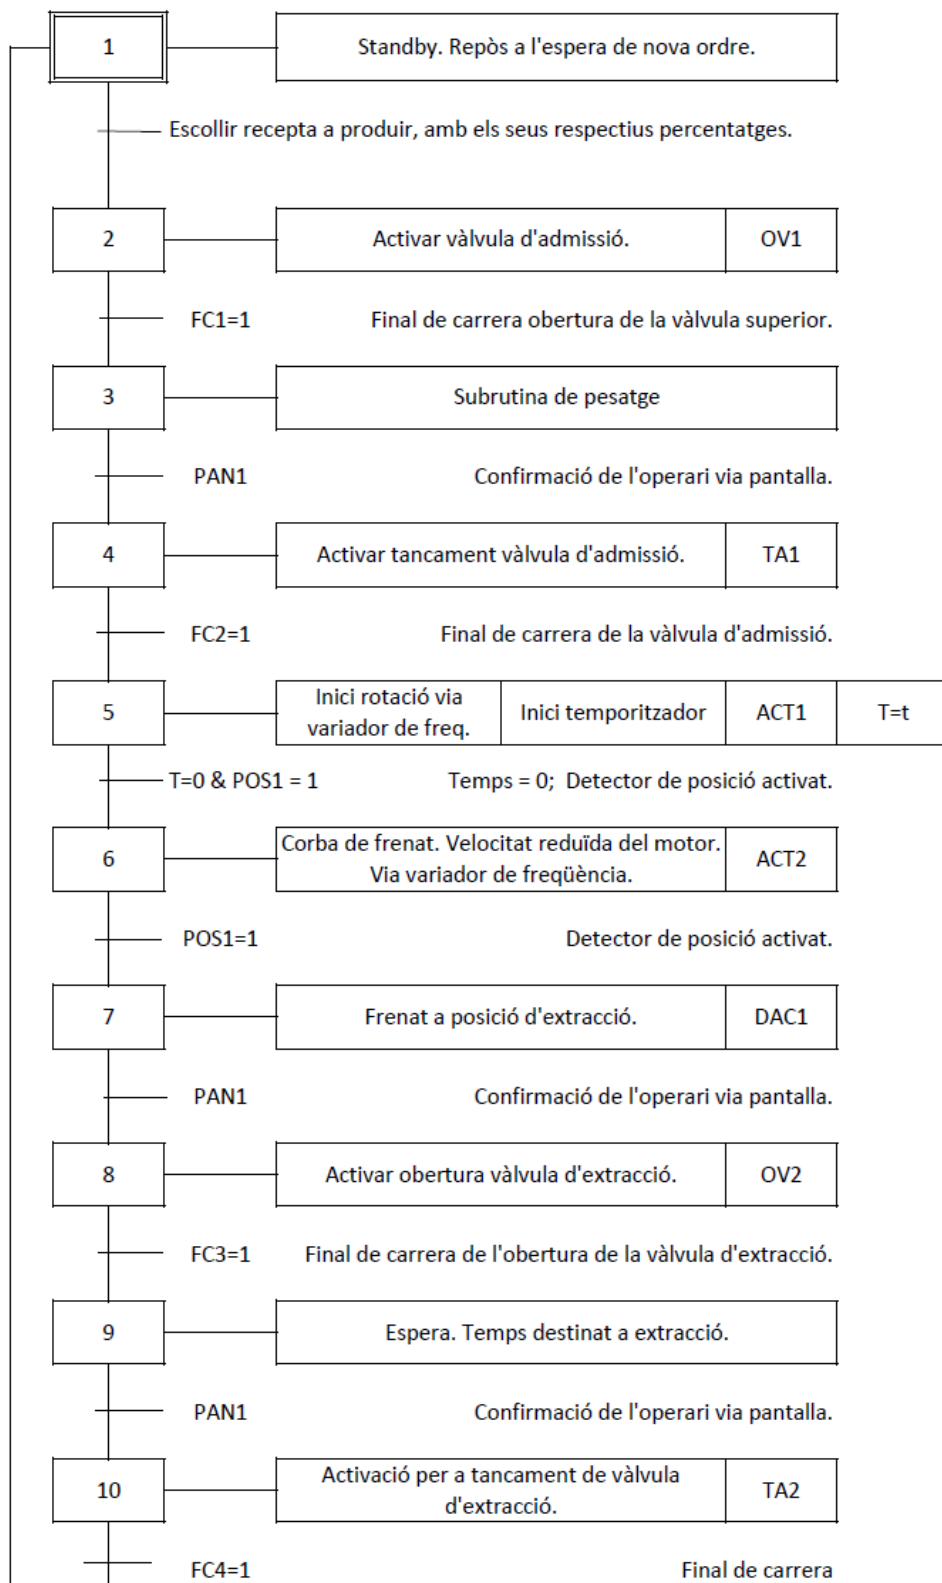 1
Standby. Repòs a l'espera de nova ordre.
Escollir recepta a produir, amb els seus respectius percentatges.
2
Activar vàlvula d'admissió.
OV1
FC1=1
Final de carrera obertura de la vàlvula superior.
3
Subrutina de pesatge
PAN1
Confirmació de l'operari via pantalla.
4
Activar tancament vàlvula d'admissió.
TA1
FC2=1
Final de carrera de la vàlvula d'admissió.
5
Inici rotació via
variador de freq.
Inici temporitzador
ACT1
T=t
T=0 & POS1 = 1
Temps = 0; Detector de posició activat.
6
Corba de frenat. Velocitat reduïda del motor.
Via variador de freqüència.
ACT2
POS1=1
Detector de posició activat.
7
Frenat a posició d'extracció.
DAC1
PAN1
Confirmació de l'operari via pantalla.
8
Activar obertura vàlvula d'extracció.
OV2
FC3=1
Final de carrera de l'obertura de la vàlvula d'extracció.
9
Espera. Temps destinat a extracció.
PAN1
Confirmació de l'operari via pantalla.
10
Activació per a tancament de vàlvula
d'extracció.
TA2
FC4=1
Final de carrera